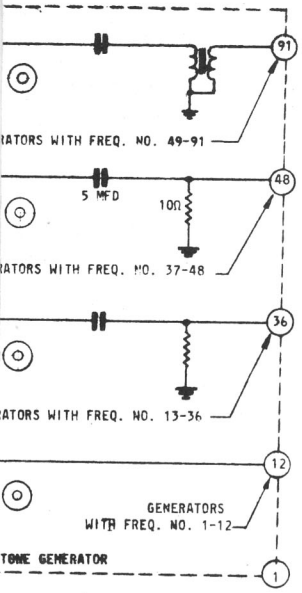 91
RATORS WITH FREQ. NO. 49-91
48
5 MFD
10Ω
RATORS WITH FREQ. NO. 37-48
36
RATORS WITH FREQ. NO. 13-36
12
GENERATORS
WITH FREQ. NO. 1-12
TONE GENERATOR
1